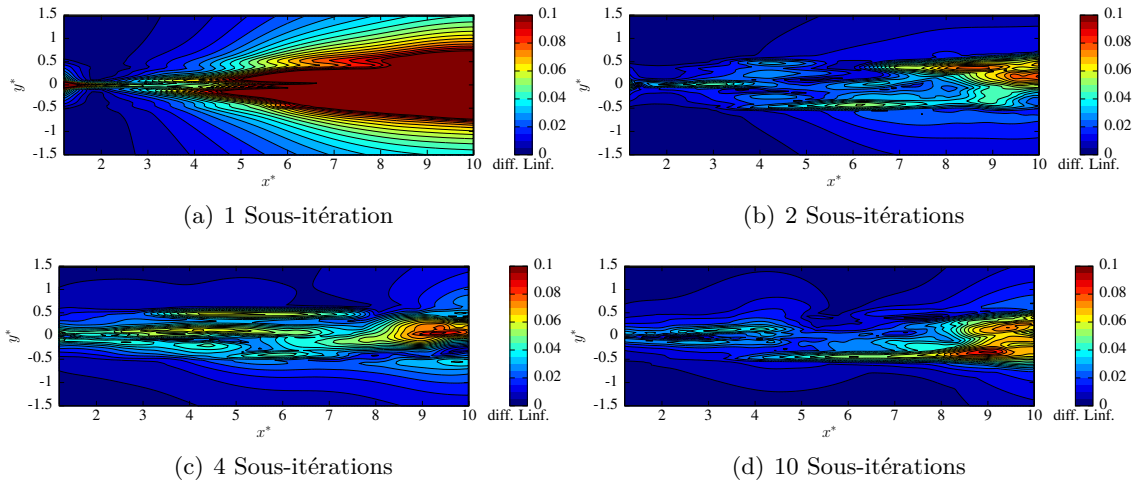 1.5
1
0.5
0
-0.5
-1
-1.5
y*
2 3 4 5 6 7 8 9 10
x*
0.1
0.08
0.06
0.04
0.02
0
diff. Linf.
(a) 1 Sous-itération
1.5
1
0.5
0
-0.5
-1
-1.5
y*
2 3 4 5 6 7 8 9 10
x*
0.1
0.08
0.06
0.04
0.02
0
diff. Linf.
(b) 2 Sous-itérations
1.5
1
0.5
0
-0.5
-1
-1.5
y*
2 3 4 5 6 7 8 9 10
x*
0.1
0.08
0.06
0.04
0.02
0
diff. Linf.
(c) 4 Sous-itérations
1.5
1
0.5
0
-0.5
-1
-1.5
y*
2 3 4 5 6 7 8 9 10
x*
0.1
0.08
0.06
0.04
0.02
0
diff. Linf.
(d) 10 Sous-itérations